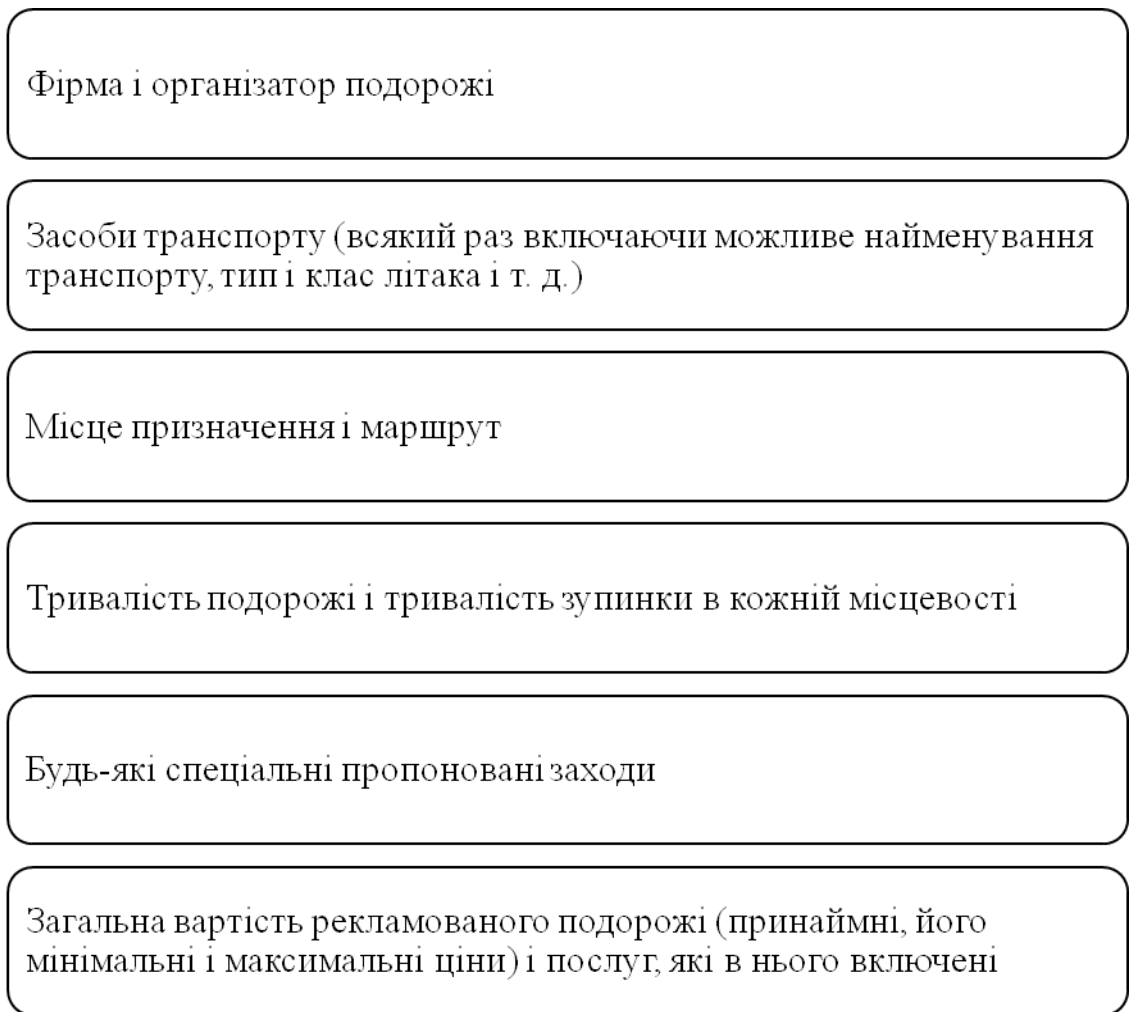 Фірма і організатор подорожі
Засоби транспорту (всякий раз включаючи можливе найменування
транспорту, тип і клас літака і т. д.)
Місце призначення і маршрут
Тривалість подорожі і тривалість зупинки в кожній місцевості
Будь-які спеціальні пропоновані заходи
Загальна вартість рекламованого подорожі (принаймні, його
мінімальні і максимальні ціни) і послуг, які в нього включені